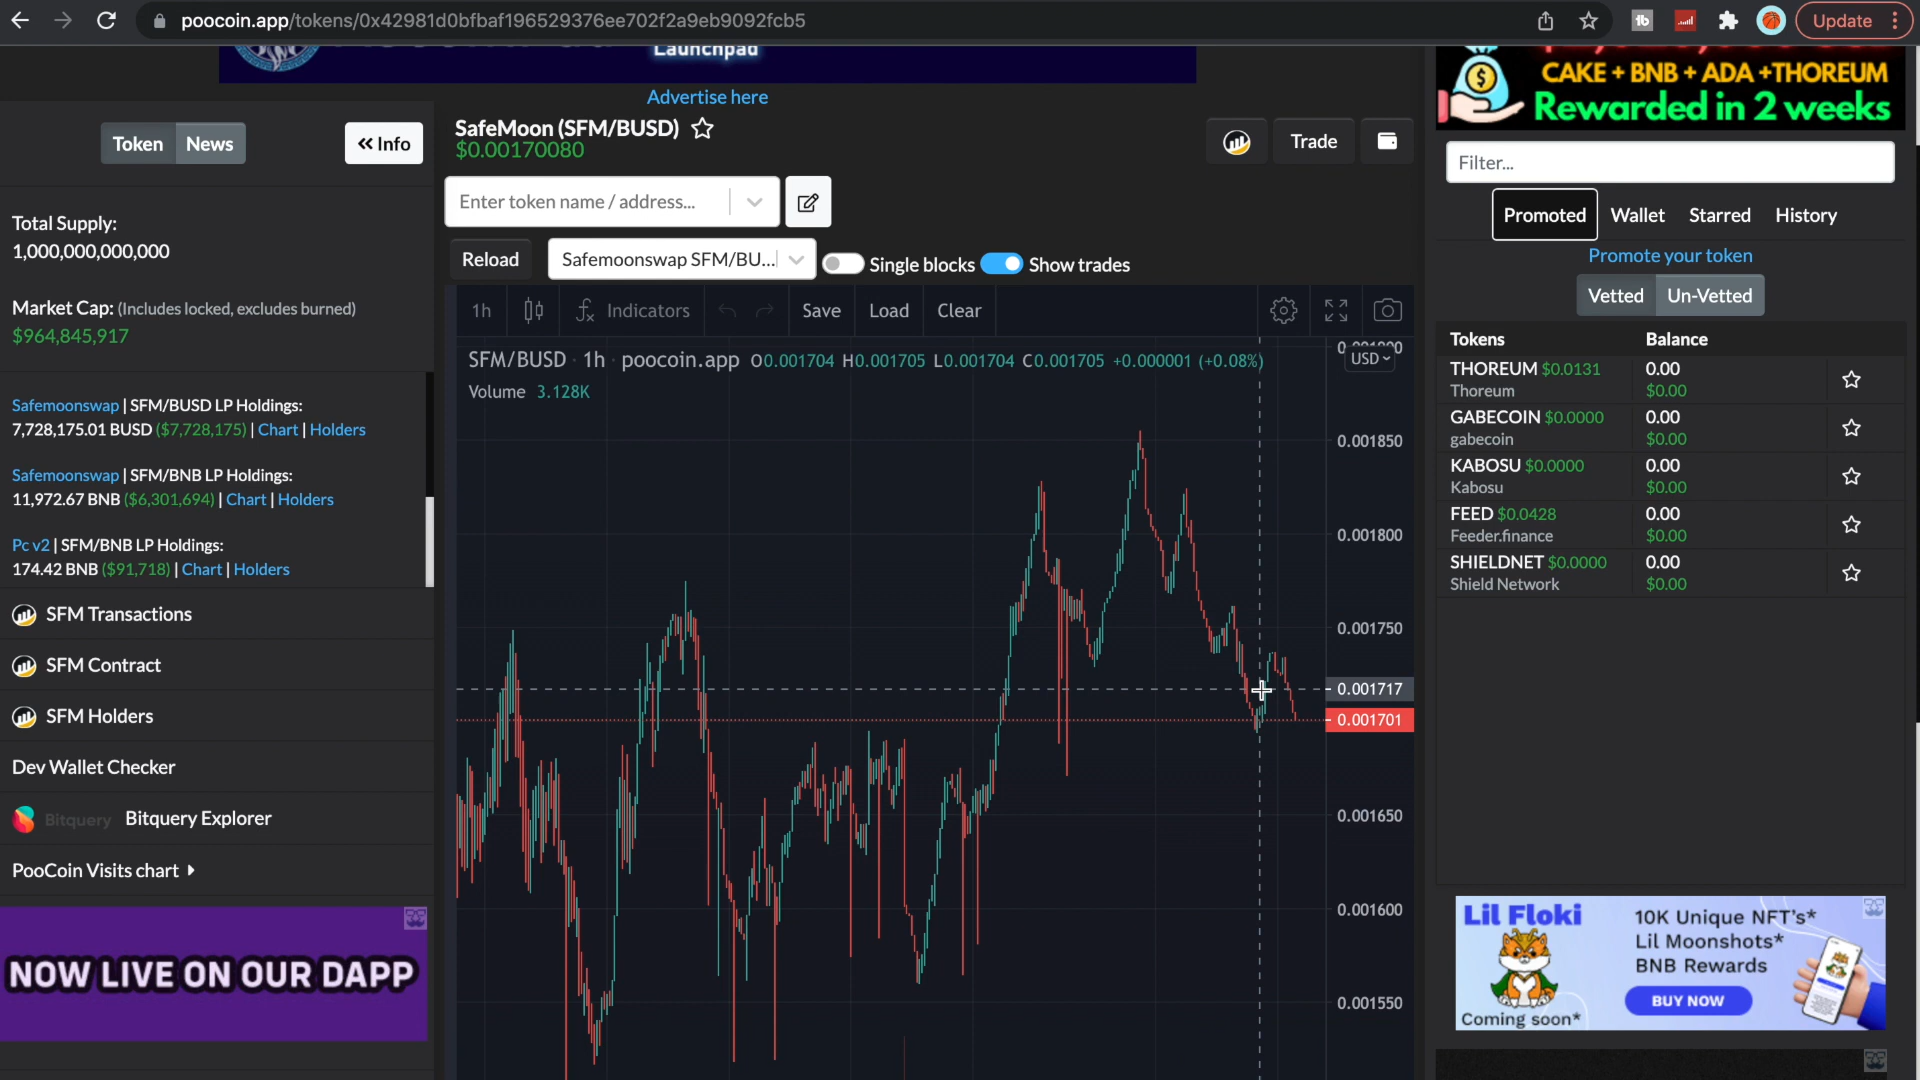 poocoin.app/tokens/0x42981d0bfbaf196529376ee702f2a9eb9092fcb5
Update
Launchpad
Advertise here
CAKE + BNB + ADA +THOREUM
Rewarded in 2 weeks
Token
News
« Info
Total Supply:
1,000,000,000,000
Market Cap: (Includes locked, excludes burned)
$964,845,917
Safemoonswap | SFM/BUSD LP Holdings:
7,728,175.01 BUSD ($7,728,175) | Chart | Holders
Safemoonswap | SFM/BNB LP Holdings:
11,972.67 BNB ($6,301,694) | Chart | Holders
Pc v2 | SFM/BNB LP Holdings:
174.42 BNB ($91,718) | Chart | Holders
SFM Transactions
SFM Contract
SFM Holders
Dev Wallet Checker
Bitquery Bitquery Explorer
PooCoin Visits chart
NOW LIVE ON OUR DAPP
SafeMoon (SFM/BUSD)
$0.00170080
Trade
Enter token name / address...
Reload
Safemoonswap SFM/BU...
Single blocks
Show trades
1h
Indicators
Save
Load
Clear
SFM/BUSD · 1h · poocoin.app O0.001704 H0.001705 L0.001704 C0.001705 +0.000001 (+0.08%)
Volume 3.128K
USD
0.001850
0.001800
0.001750
0.001717
0.001701
0.001650
0.001600
0.001550
Filter...
Promoted
Wallet
Starred
History
Promote your token
Vetted
Un-Vetted
Tokens
Balance
THOREUM $0.0131
0.00
Thoreum
$0.00
GABECOIN $0.0000
0.00
gabecoin
$0.00
KABOSU $0.0000
0.00
Kabosu
$0.00
FEED $0.0428
0.00
Feeder.finance
$0.00
SHIELDNET $0.0000
0.00
Shield Network
$0.00
Lil Floki
Coming soon*
10K Unique NFT's*
Lil Moonshots*
BNB Rewards
BUY NOW